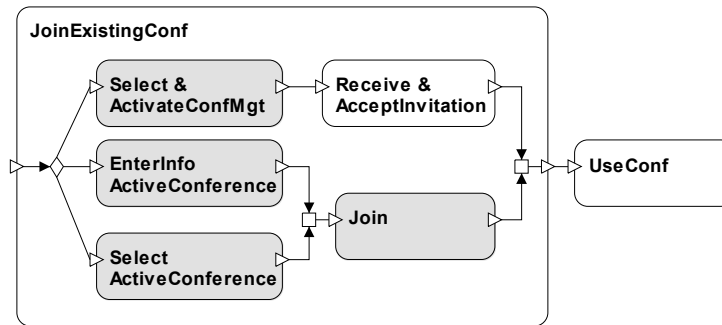 JoinExistingConf
Select &
ActivateConfMgt
Receive &
AcceptInvitation
EnterInfo
ActiveConference
UseConf
Join
Select
ActiveConference